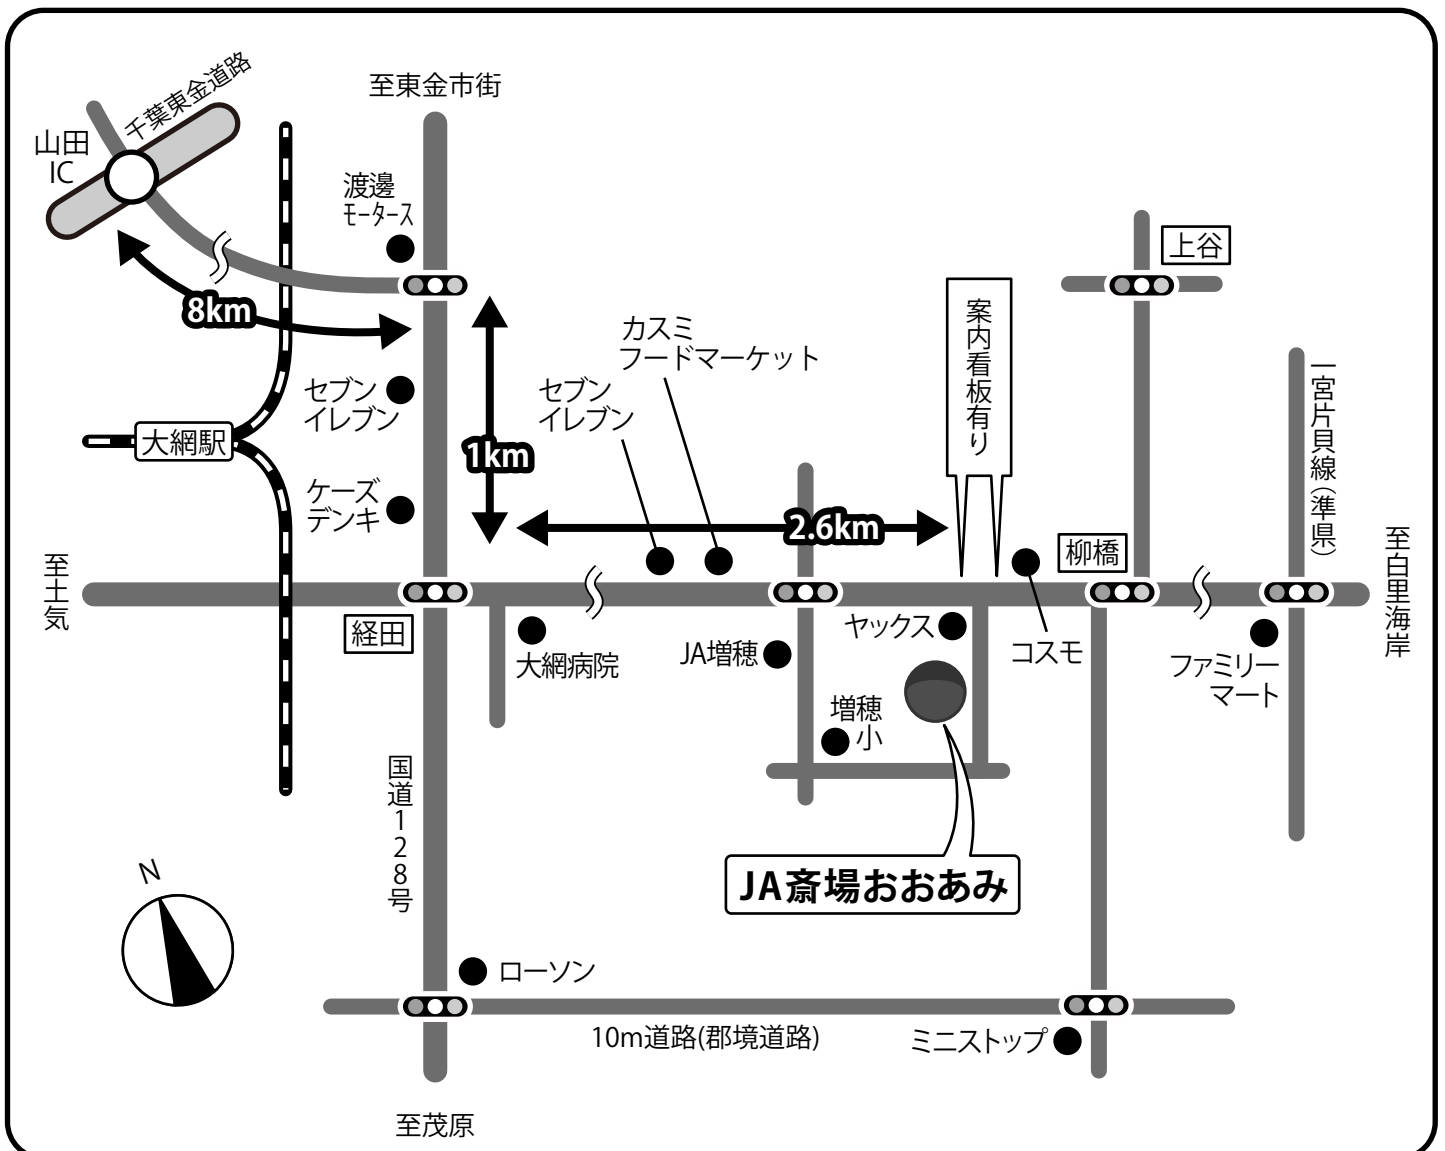 至東金市街
千葉東金道路
山田
IC
渡邊
ﾓｰﾀｰｽ
上谷
8km
案内看板有り
カスミ
フードマーケット
セブン
イレブン
セブン
イレブン
一宮片貝線(準県)
大網駅
1km
ケーズ
デンキ
2.6km
至土気
柳橋
至白里海岸
経田
大網病院
JA増穂
ヤックス
コスモ
ファミリー
マート
増穂
小
国道128号
JA斎場おおあみ
N
ローソン
10m道路(郡境道路)
ミニストップ
至茂原